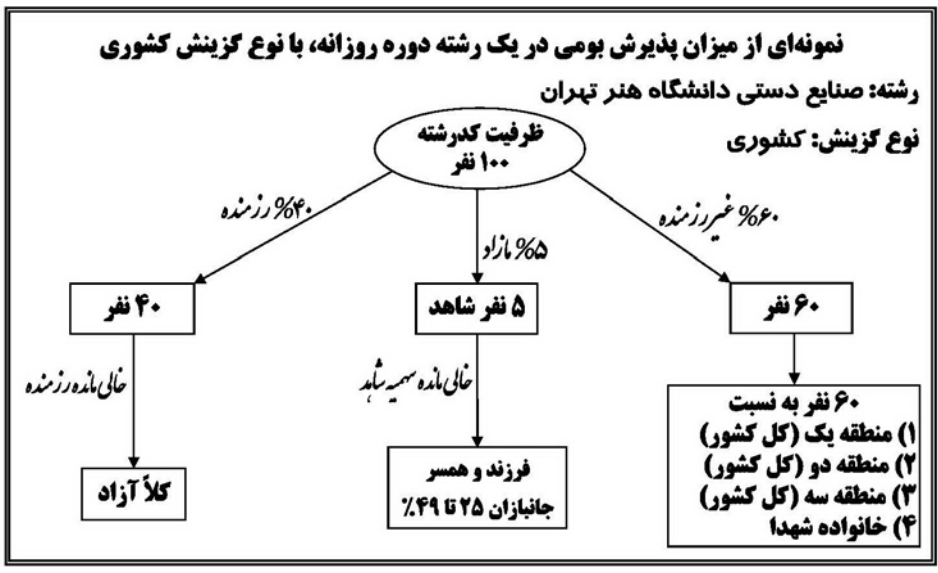 نمونه‌ای از میزان پذیرش بومی در یک رشته دوره روزانه، با نوع گزینش کشوری
رشته: صنایع دستی دانشگاه هنر تهران
نوع گزینش: کشوری
ظرفیت کدرشته
۱۰۰ نفر
۶۰% غیررزمنده
۵% مازاد
۴۰% رزمنده
۶۰ نفر
۵ نفر شاهد
۴۰ نفر
خالی مانده سهمیه شاهد
خالی مانده رزمنده
۶۰ نفر به نسبت
۱) منطقه یک (کل کشور)
۲) منطقه دو (کل کشور)
۳) منطقه سه (کل کشور)
۴) خانواده شهدا
فرزند و همسر
جانبازان ۲۵ تا ۴۹%
کلاً آزاد